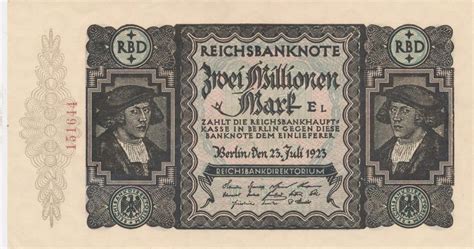 RBD
REICHSBANKNOTE
RBD
Zwei Millionen
Mark
EL
ZAHLT DIE REICHSBANKHAUPT-
KASSE IN BERLIN GEGEN DIESE
BANKNOTE DEM EINLIEFERER
Berlin, den 23. Juli 1923
REICHSBANKDIREKTORIUM
151644